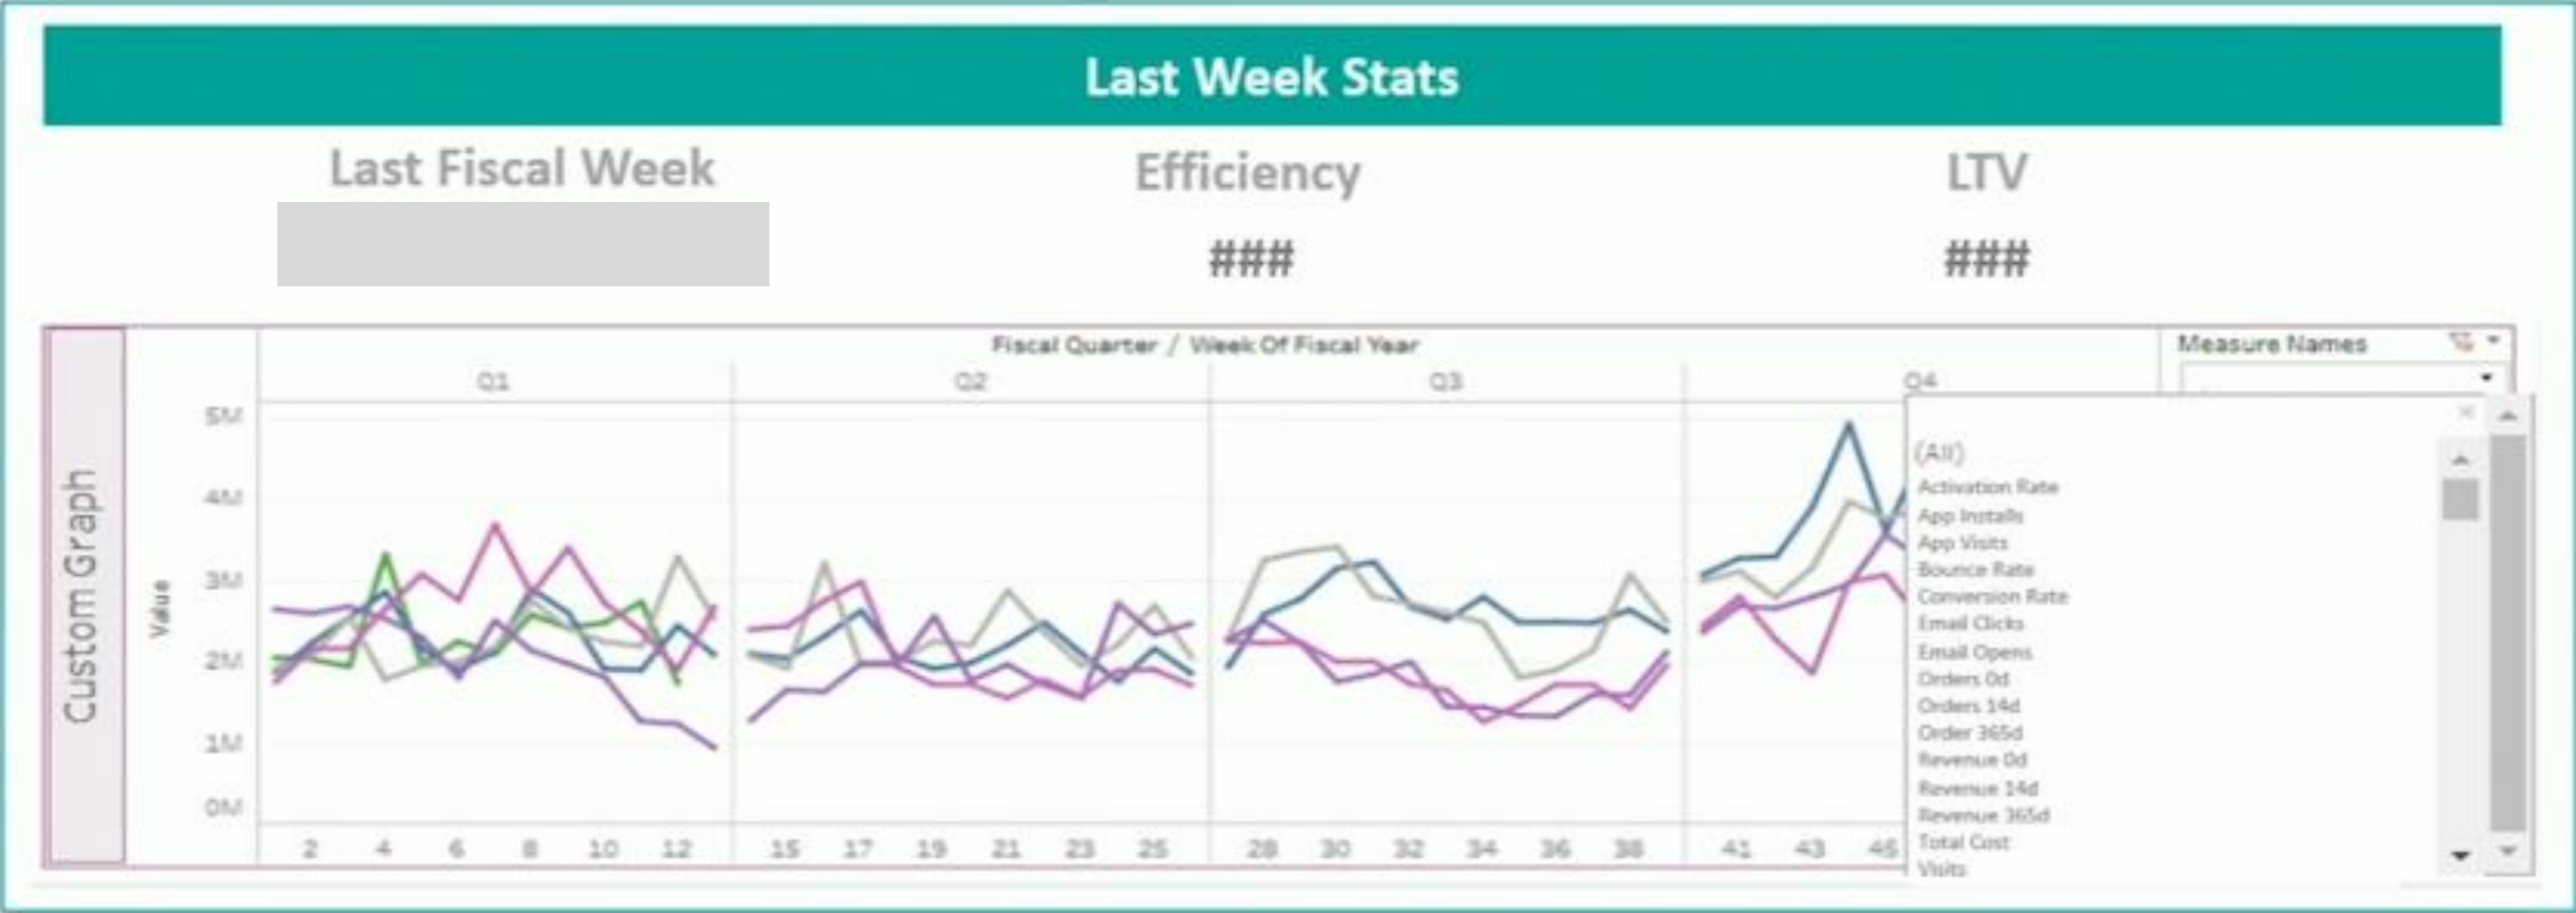 Last Week Stats
Last Fiscal Week
Efficiency
LTV
###
###
Custom Graph
Value
Fiscal Quarter / Week Of Fiscal Year
Q1
Q2
Q3
Q4
5M
4M
3M
2M
1M
0M
2 4 6 8 10 12
15 17 19 21 23 25
28 30 32 34 36 38
41 43 45
Measure Names
(All)
Activation Rate
App Installs
App Visits
Bounce Rate
Conversion Rate
Email Clicks
Email Opens
Orders 0d
Orders 14d
Order 365d
Revenue 0d
Revenue 14d
Revenue 365d
Total Cost
Visits